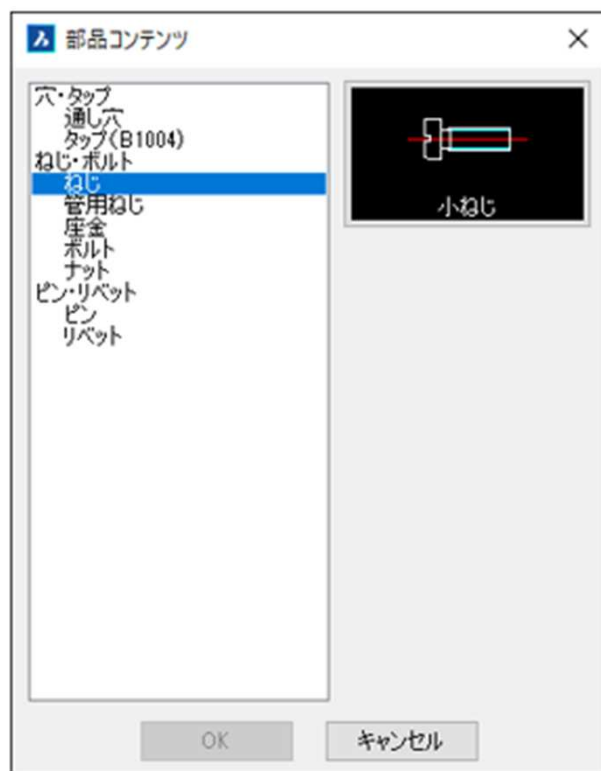 部品コンテンツ
穴・タップ
通し穴
タップ(B1004)
ねじ・ボルト
ねじ
管用ねじ
座金
ボルト
ナット
ピン・リベット
ピン
リベット
小ねじ
OK
キャンセル